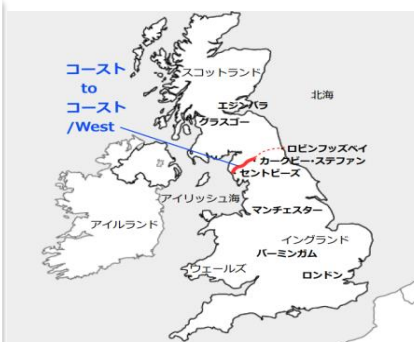 コースト
to
コースト
/West
スコットランド
北海
エジンバラ
グラスゴー
ロビンフッズベイ
カークビー・ステファン
セントビーズ
アイリッシュ海
マンチェスター
アイルランド
イングランド
バーミンガム
ウェールズ
ロンドン